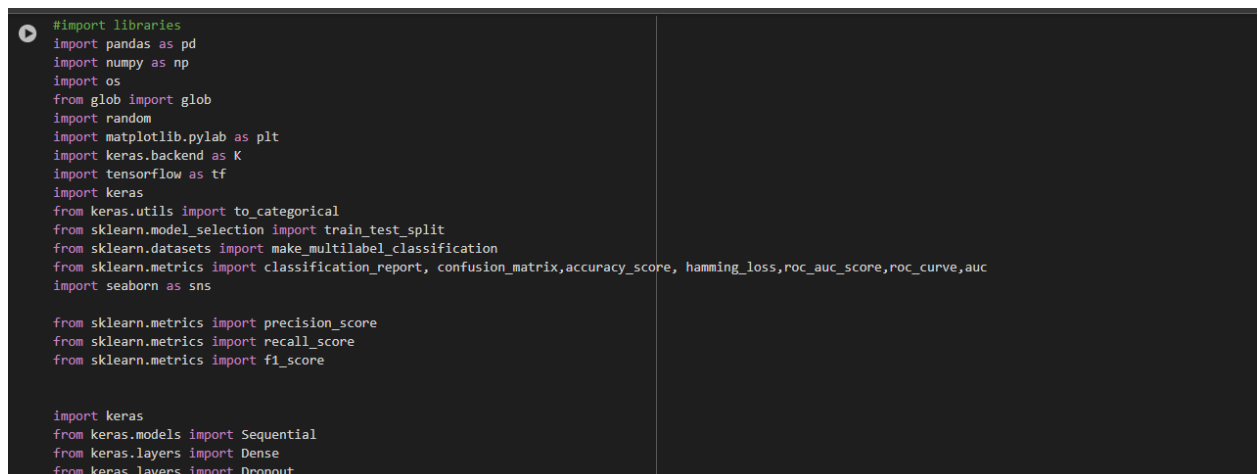 #import libraries
import pandas as pd
import numpy as np
import os
from glob import glob
import random
import matplotlib.pylab as plt
import keras.backend as K
import tensorflow as tf
import keras
from keras.utils import to_categorical
from sklearn.model_selection import train_test_split
from sklearn.datasets import make_multilabel_classification
from sklearn.metrics import classification_report, confusion_matrix,accuracy_score, hamming_loss,roc_auc_score,roc_curve,auc
import seaborn as sns
from sklearn.metrics import precision_score
from sklearn.metrics import recall_score
from sklearn.metrics import f1_score
import keras
from keras.models import Sequential
from keras.layers import Dense
from keras.layers import Dropout